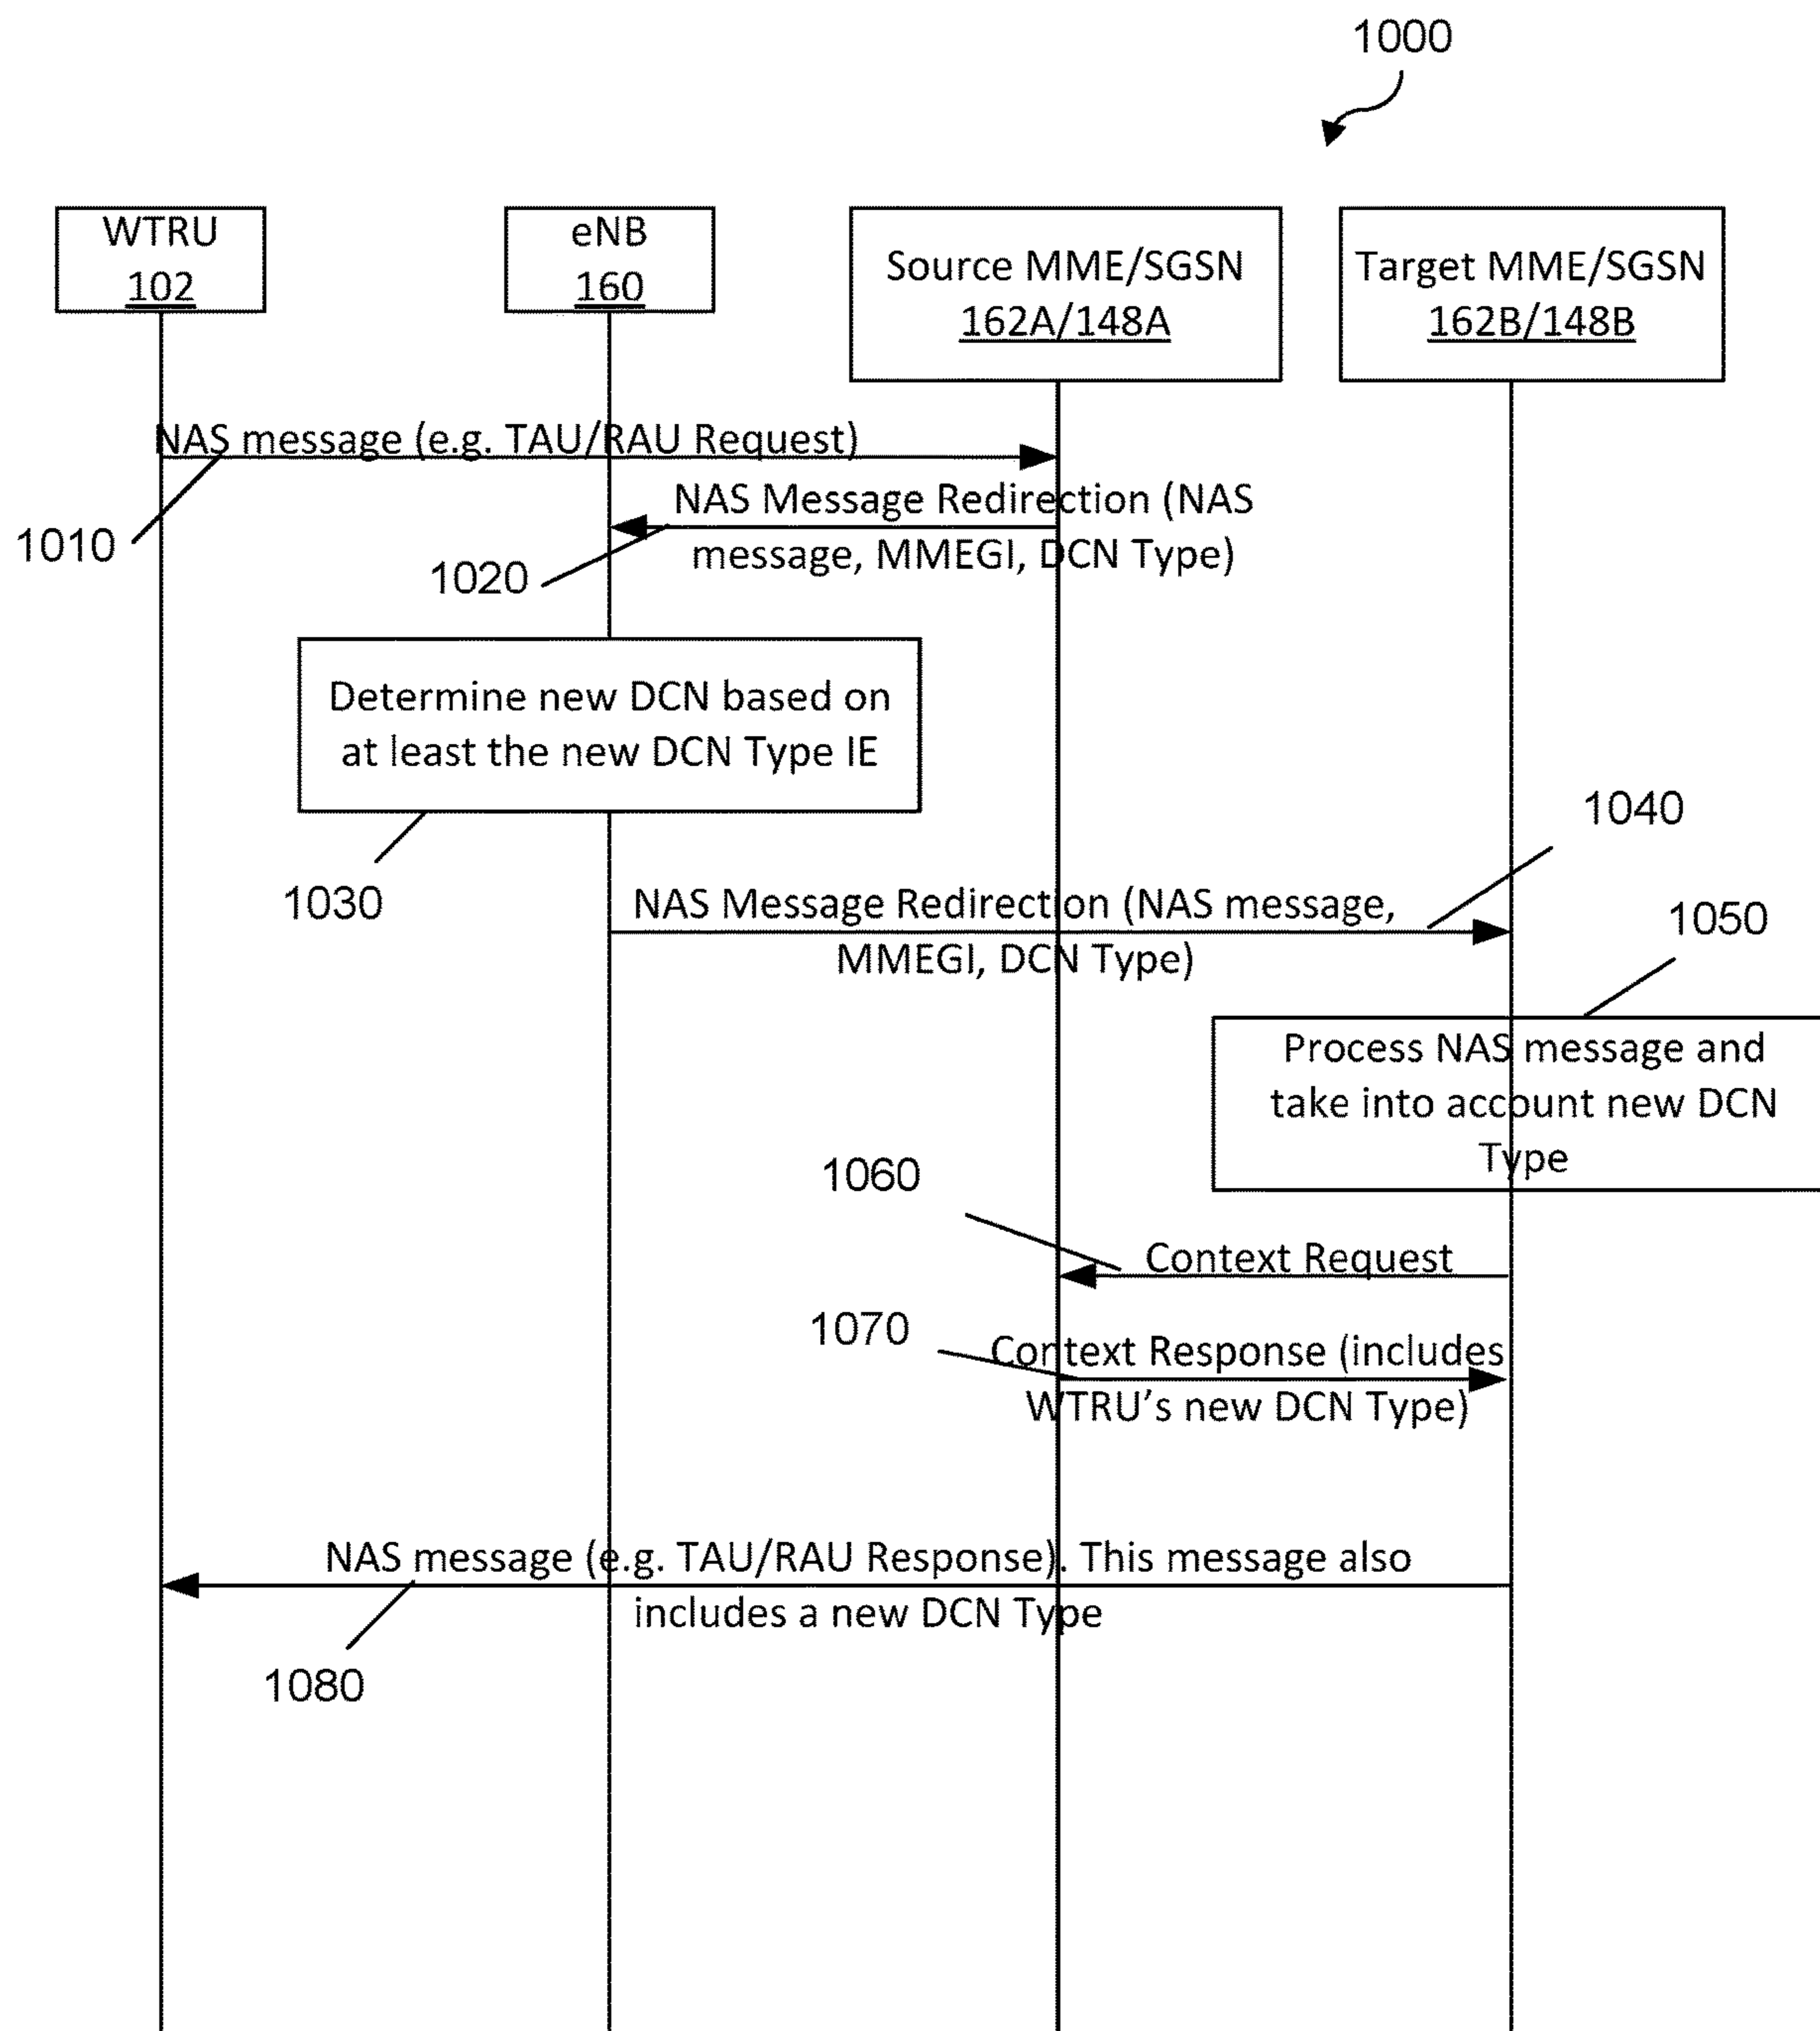 1000
WTRU
102
eNB
160
Source MME/SGSN
162A/148A
Target MME/SGSN
162B/148B
NAS message (e.g. TAU/RAU Request)
1010
NAS Message Redirection (NAS
message, MMEGI, DCN Type)
1020
Determine new DCN based on
at least the new DCN Type IE
1030
1040
NAS Message Redirection (NAS message,
MMEGI, DCN Type)
1050
Process NAS message and
take into account new DCN
Type
1060
Context Request
1070
Context Response (includes
WTRU's new DCN Type)
NAS message (e.g. TAU/RAU Response). This message also
includes a new DCN Type
1080